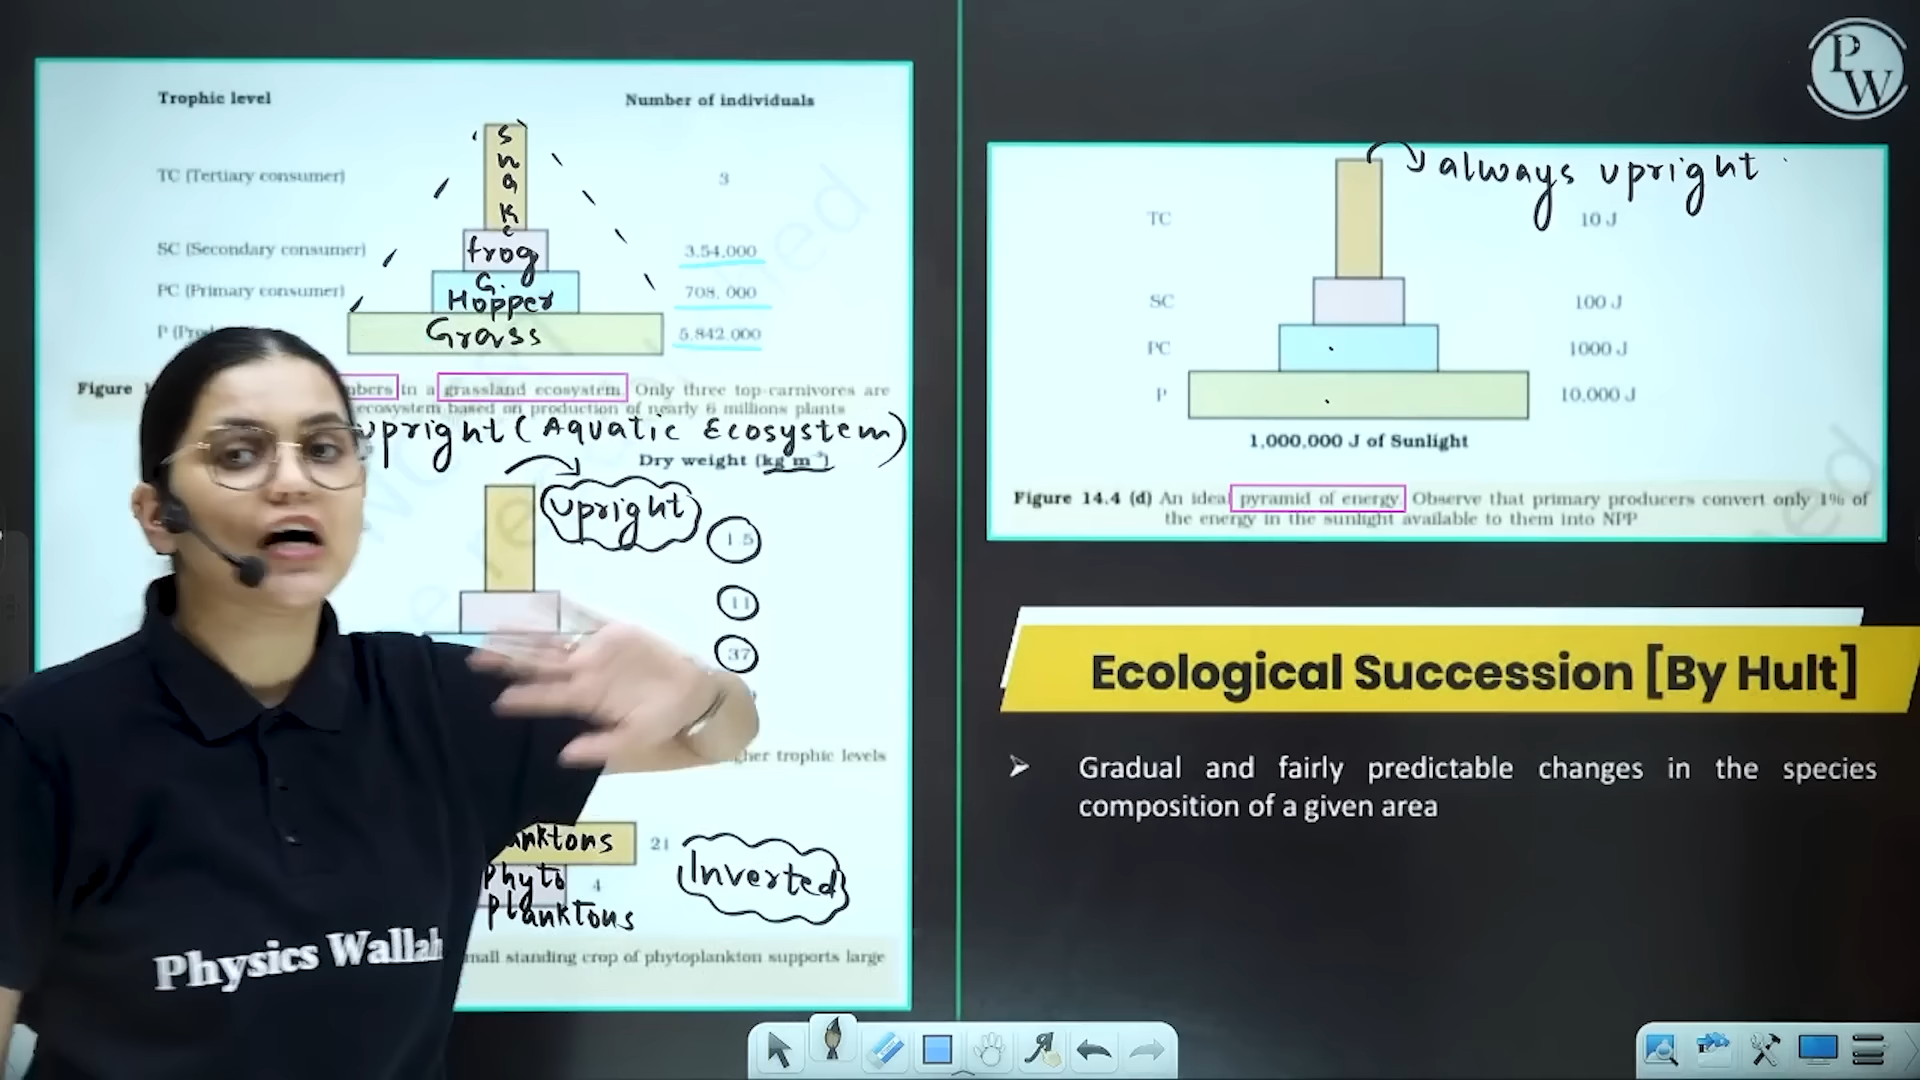 Trophic level
Number of individuals
TC (Tertiary consumer)
3
SC (Secondary consumer)
3,54,000
PC (Primary consumer)
708, 000
P
5,842,000
snake
frog
G.
Hopper
Grass
Figure
in a grassland ecosystem Only three top-carnivores are
ecosystem based on production of nearly 6 millions plants
upright (Aquatic Ecosystem)
Dry weight (kg m
upright
1.5
11
37
her trophic levels
nktons
21
Phyto
4
Planktons
Inverted
mall standing crop of phytoplankton supports large
PW
always upright
TC
10 J
SC
100 J
PC
1000 J
P
10,000 J
1,000,000 J of Sunlight
Figure 14.4 (d) An ideal pyramid of energy. Observe that primary producers convert only 1% of
the energy in the sunlight available to them into NPP
Ecological Succession [By Hult]
➤ Gradual and fairly predictable changes in the species
composition of a given area
Physics Wallah